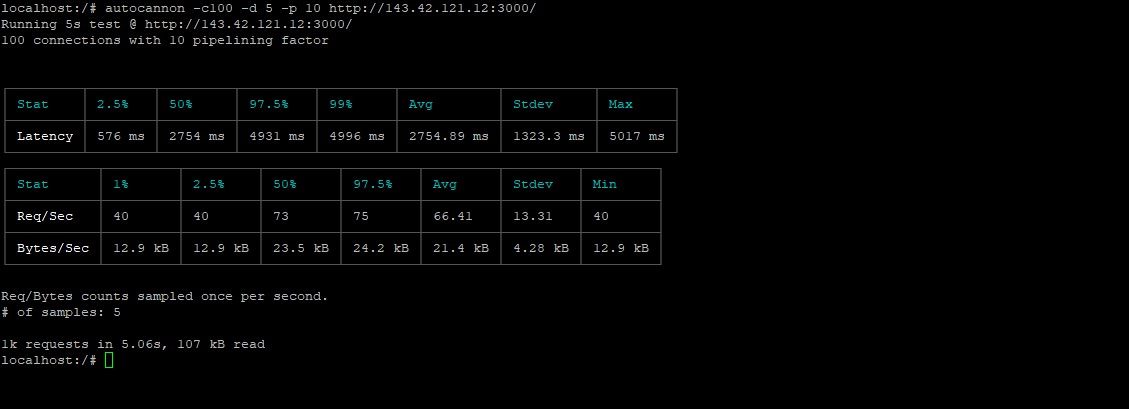 localhost:/# autocannon -c100 -d 5 -p 10 http://143.42.121.12:3000/
Running 5s test @ http://143.42.121.12:3000/
100 connections with 10 pipelining factor
Stat 2.5% 50% 97.5% 99% Avg Stdev Max
Latency 576 ms 2754 ms 4931 ms 4996 ms 2754.89 ms 1323.3 ms 5017 ms
Stat 1% 2.5% 50% 97.5% Avg Stdev Min
Req/Sec 40 40 73 75 66.41 13.31 40
Bytes/Sec 12.9 kB 12.9 kB 23.5 kB 24.2 kB 21.4 kB 4.28 kB 12.9 kB
Req/Bytes counts sampled once per second.
# of samples: 5
1k requests in 5.06s, 107 kB read
localhost:/#